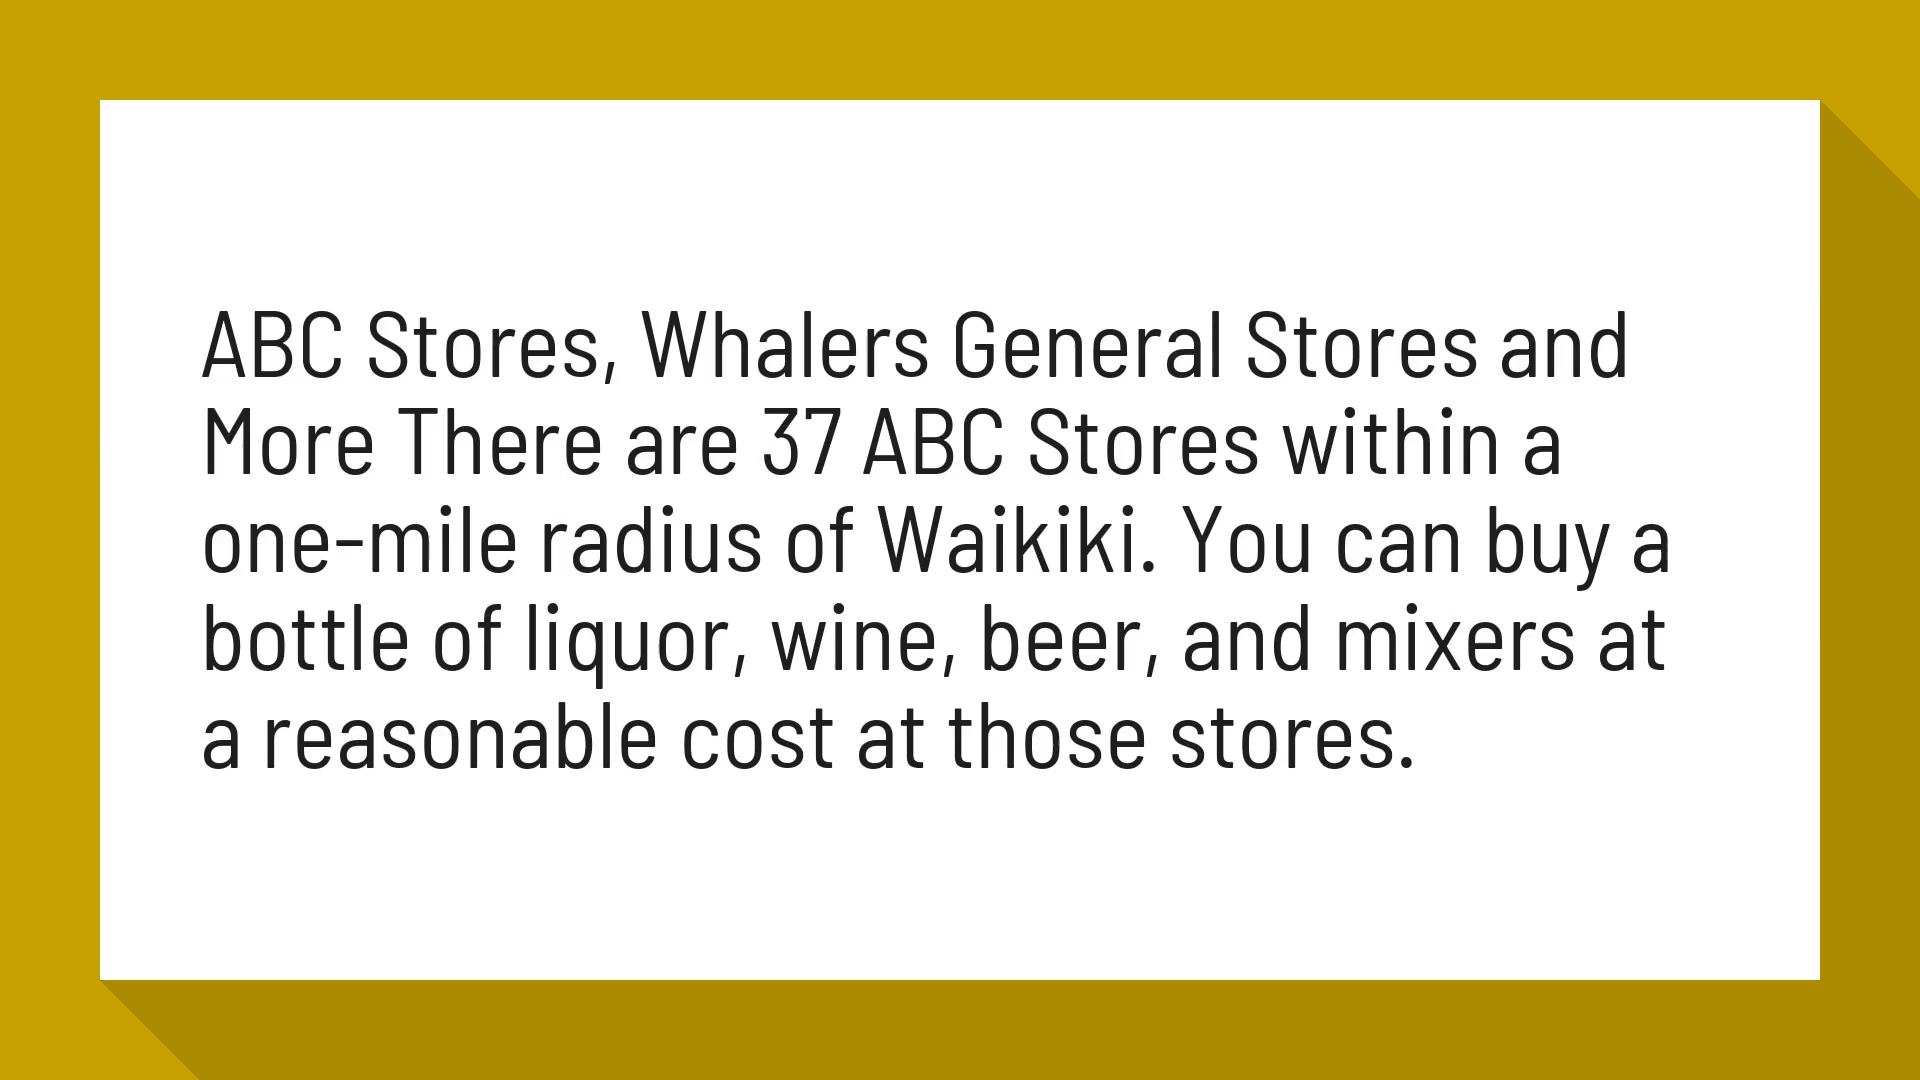 ABC Stores, Whalers General Stores and
More There are 37 ABC Stores within a
one-mile radius of Waikiki. You can buy a
bottle of liquor, wine, beer, and mixers at
a reasonable cost at those stores.